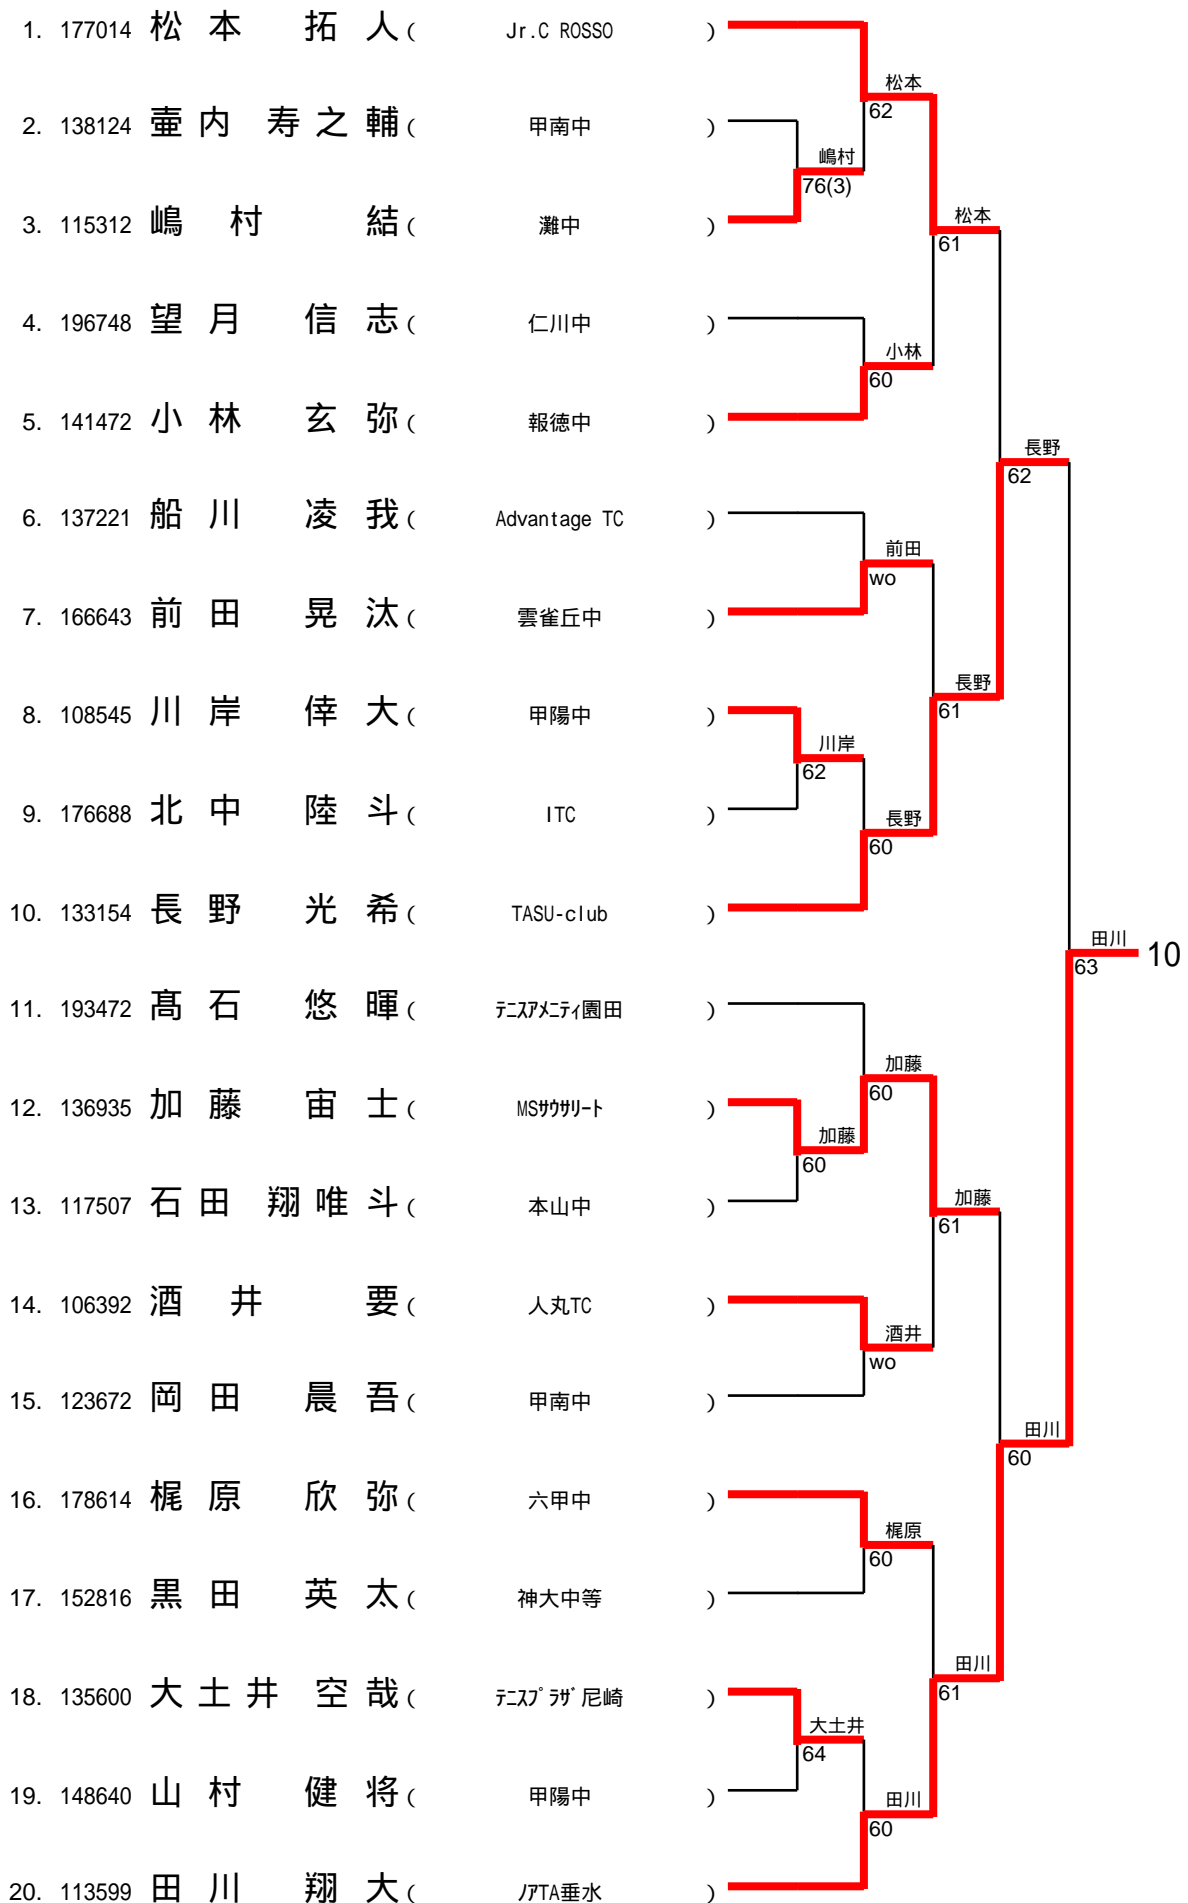 1. 177014 松本 拓人 ( Jr.C ROSSO )
松本
62
2. 138124 壷内 寿之輔 ( 甲南中 )
嶋村
76(3)
3. 115312 嶋村 結 ( 灘中 )
松本
61
4. 196748 望月 信志 ( 仁川中 )
小林
60
5. 141472 小林 玄弥 ( 報徳中 )
長野
62
6. 137221 船川 凌我 ( Advantage TC )
前田
wo
7. 166643 前田 晃汰 ( 雲雀丘中 )
長野
61
8. 108545 川岸 倖大 ( 甲陽中 )
川岸
62
9. 176688 北中 陸斗 ( ITC )
長野
60
10. 133154 長野 光希 ( TASU-club )
田川 10
63
11. 193472 髙石 悠暉 ( テニスアメニティ園田 )
加藤
60
12. 136935 加藤 宙士 ( MSサウサリート )
加藤
60
13. 117507 石田 翔唯斗 ( 本山中 )
加藤
61
14. 106392 酒井 要 ( 人丸TC )
酒井
wo
15. 123672 岡田 晨吾 ( 甲南中 )
田川
60
16. 178614 梶原 欣弥 ( 六甲中 )
梶原
60
17. 152816 黒田 英太 ( 神大中等 )
田川
61
18. 135600 大土井 空哉 ( テニスプラザ尼崎 )
大土井
64
19. 148640 山村 健将 ( 甲陽中 )
田川
60
20. 113599 田川 翔大 ( ノアTA垂水 )